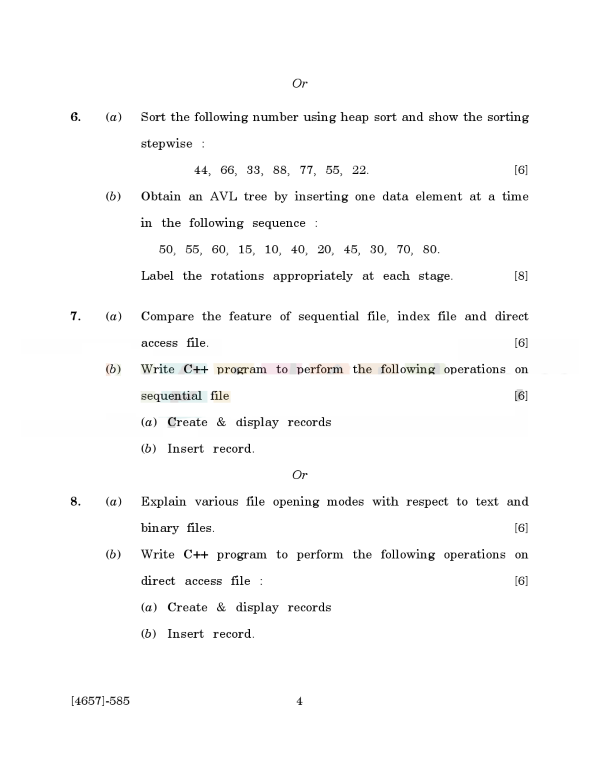 Or
6. (a) Sort the following number using heap sort and show the sorting
stepwise :
44, 66, 33, 88, 77, 55, 22. [6]
(b) Obtain an AVL tree by inserting one data element at a time
in the following sequence :
50, 55, 60, 15, 10, 40, 20, 45, 30, 70, 80.
Label the rotations appropriately at each stage. [8]
7. (a) Compare the feature of sequential file, index file and direct
access file. [6]
(b) Write C++ program to perform the following operations on
sequential file [6]
(a) Create & display records
(b) Insert record.
Or
8. (a) Explain various file opening modes with respect to text and
binary files. [6]
(b) Write C++ program to perform the following operations on
direct access file : [6]
(a) Create & display records
(b) Insert record.
[4657]-585 4